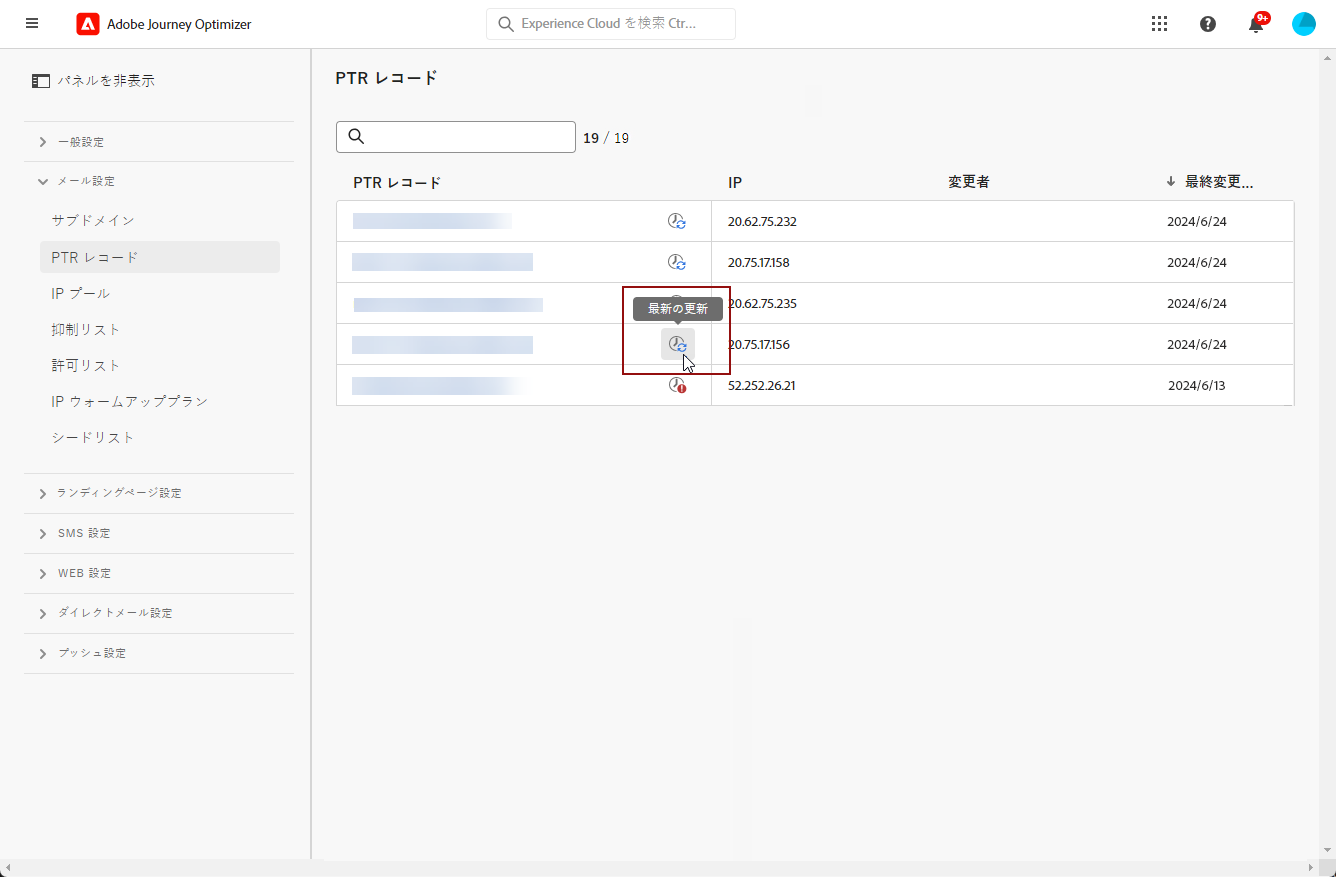 Adobe Journey Optimizer
Experience Cloud を検索 Ctr...
9+
パネルを非表示
一般設定
メール設定
サブドメイン
PTR レコード
IP プール
抑制リスト
許可リスト
IP ウォームアッププラン
シードリスト
ランディングページ設定
SMS 設定
WEB 設定
ダイレクトメール設定
プッシュ設定
PTR レコード
19 / 19
PTR レコード IP 変更者 最終変更...
20.62.75.232 2024/6/24
20.75.17.158 2024/6/24
20.62.75.235 2024/6/24
最新の更新
20.75.17.156 2024/6/24
52.252.26.21 2024/6/13